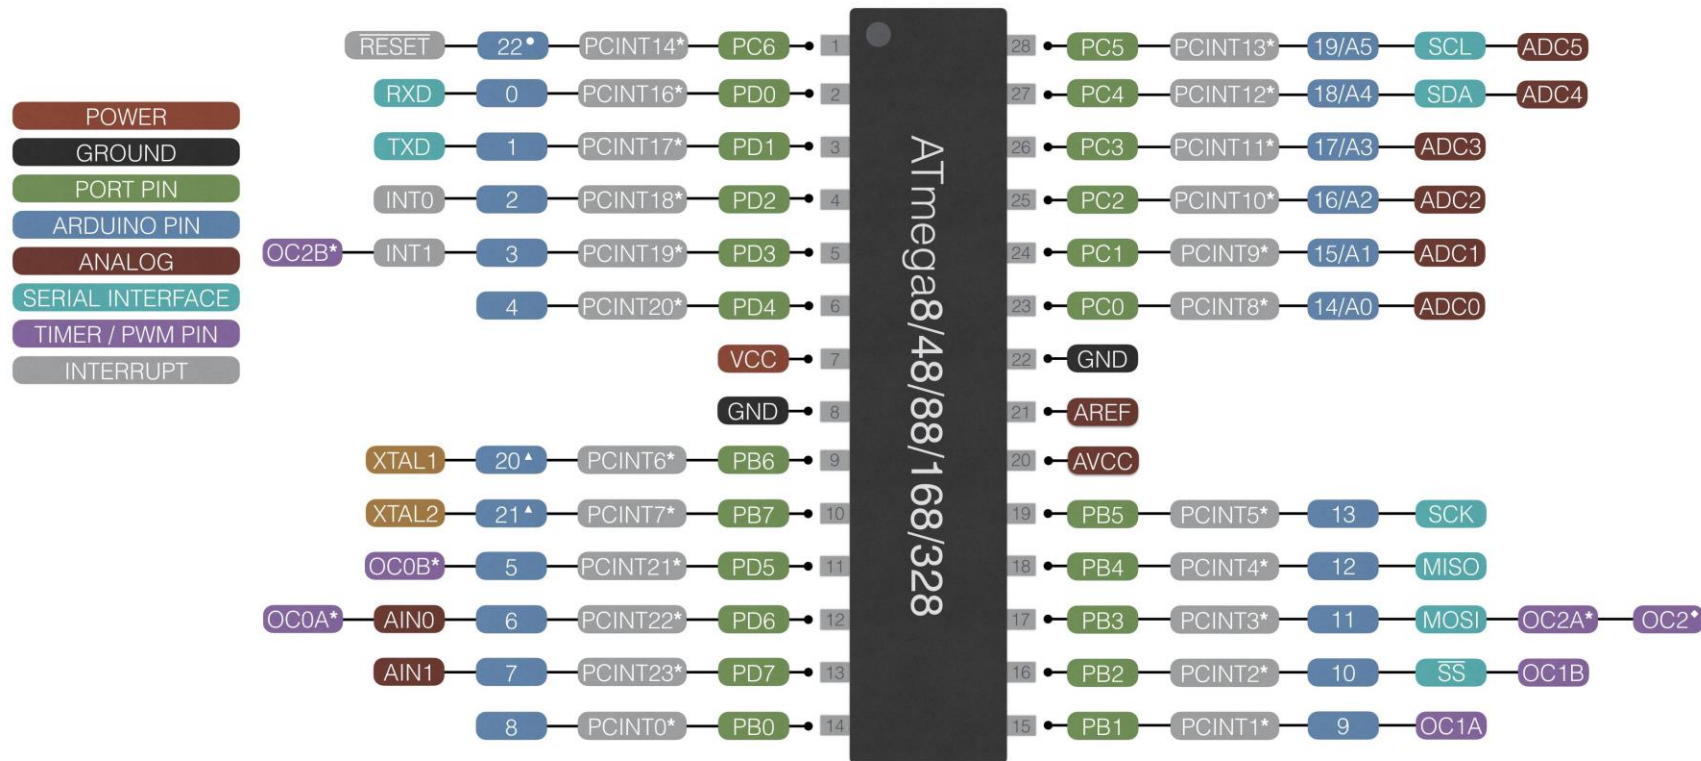 RESET 22● PCINT14* PC6 1 28 PC5 PCINT13* 19/A5 SCL ADC5
RXD 0 PCINT16* PD0 2 27 PC4 PCINT12* 18/A4 SDA ADC4
POWER
TXD 1 PCINT17* PD1 3 26 PC3 PCINT11* 17/A3 ADC3
GROUND
PORT PIN
INT0 2 PCINT18* PD2 4 25 PC2 PCINT10* 16/A2 ADC2
ARDUINO PIN
OC2B* INT1 3 PCINT19* PD3 5 24 PC1 PCINT9* 15/A1 ADC1
ANALOG
SERIAL INTERFACE
4 PCINT20* PD4 6 23 PC0 PCINT8* 14/A0 ADC0
TIMER / PWM PIN
VCC 7 22 GND
INTERRUPT
GND 8 21 AREF
XTAL1 20▲ PCINT6* PB6 9 20 AVCC
XTAL2 21▲ PCINT7* PB7 10 19 PB5 PCINT5* 13 SCK
OC0B* 5 PCINT21* PD5 11 18 PB4 PCINT4* 12 MISO
OC0A* AIN0 6 PCINT22* PD6 12 17 PB3 PCINT3* 11 MOSI OC2A* OC2◆
AIN1 7 PCINT23* PD7 13 16 PB2 PCINT2* 10 SS OC1B
8 PCINT0* PB0 14 15 PB1 PCINT1* 9 OC1A
ATmega8/48/88/168/328